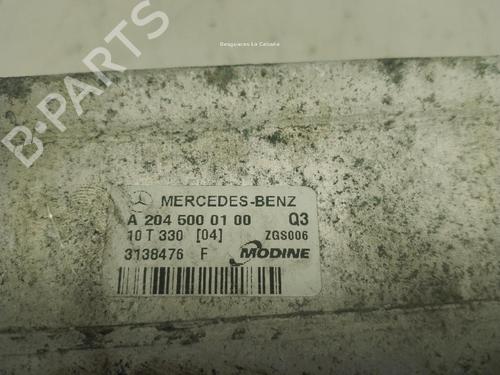 Desguaces La Cabaña
B-PARTS
MERCEDES-BENZ
A 204 500 01 00 Q3
10 T 330 [04] ZGS006
3138476 F MODINE